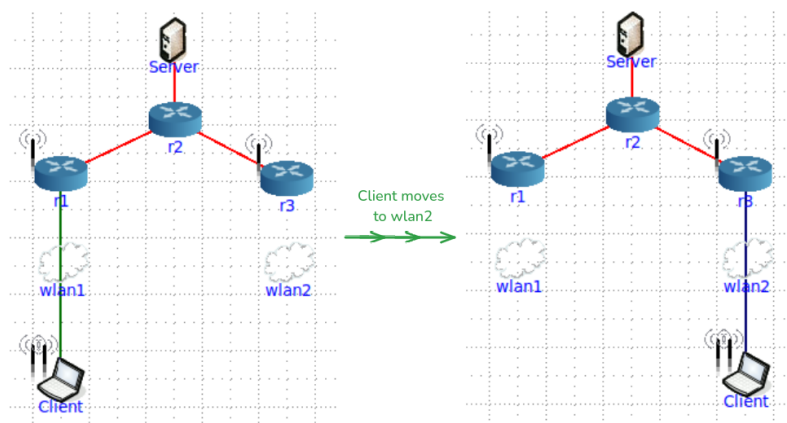 Server
r2
r1
r3
wlan1
wlan2
Client
Client moves
to wlan2
Server
r2
r1
r3
wlan1
wlan2
Client